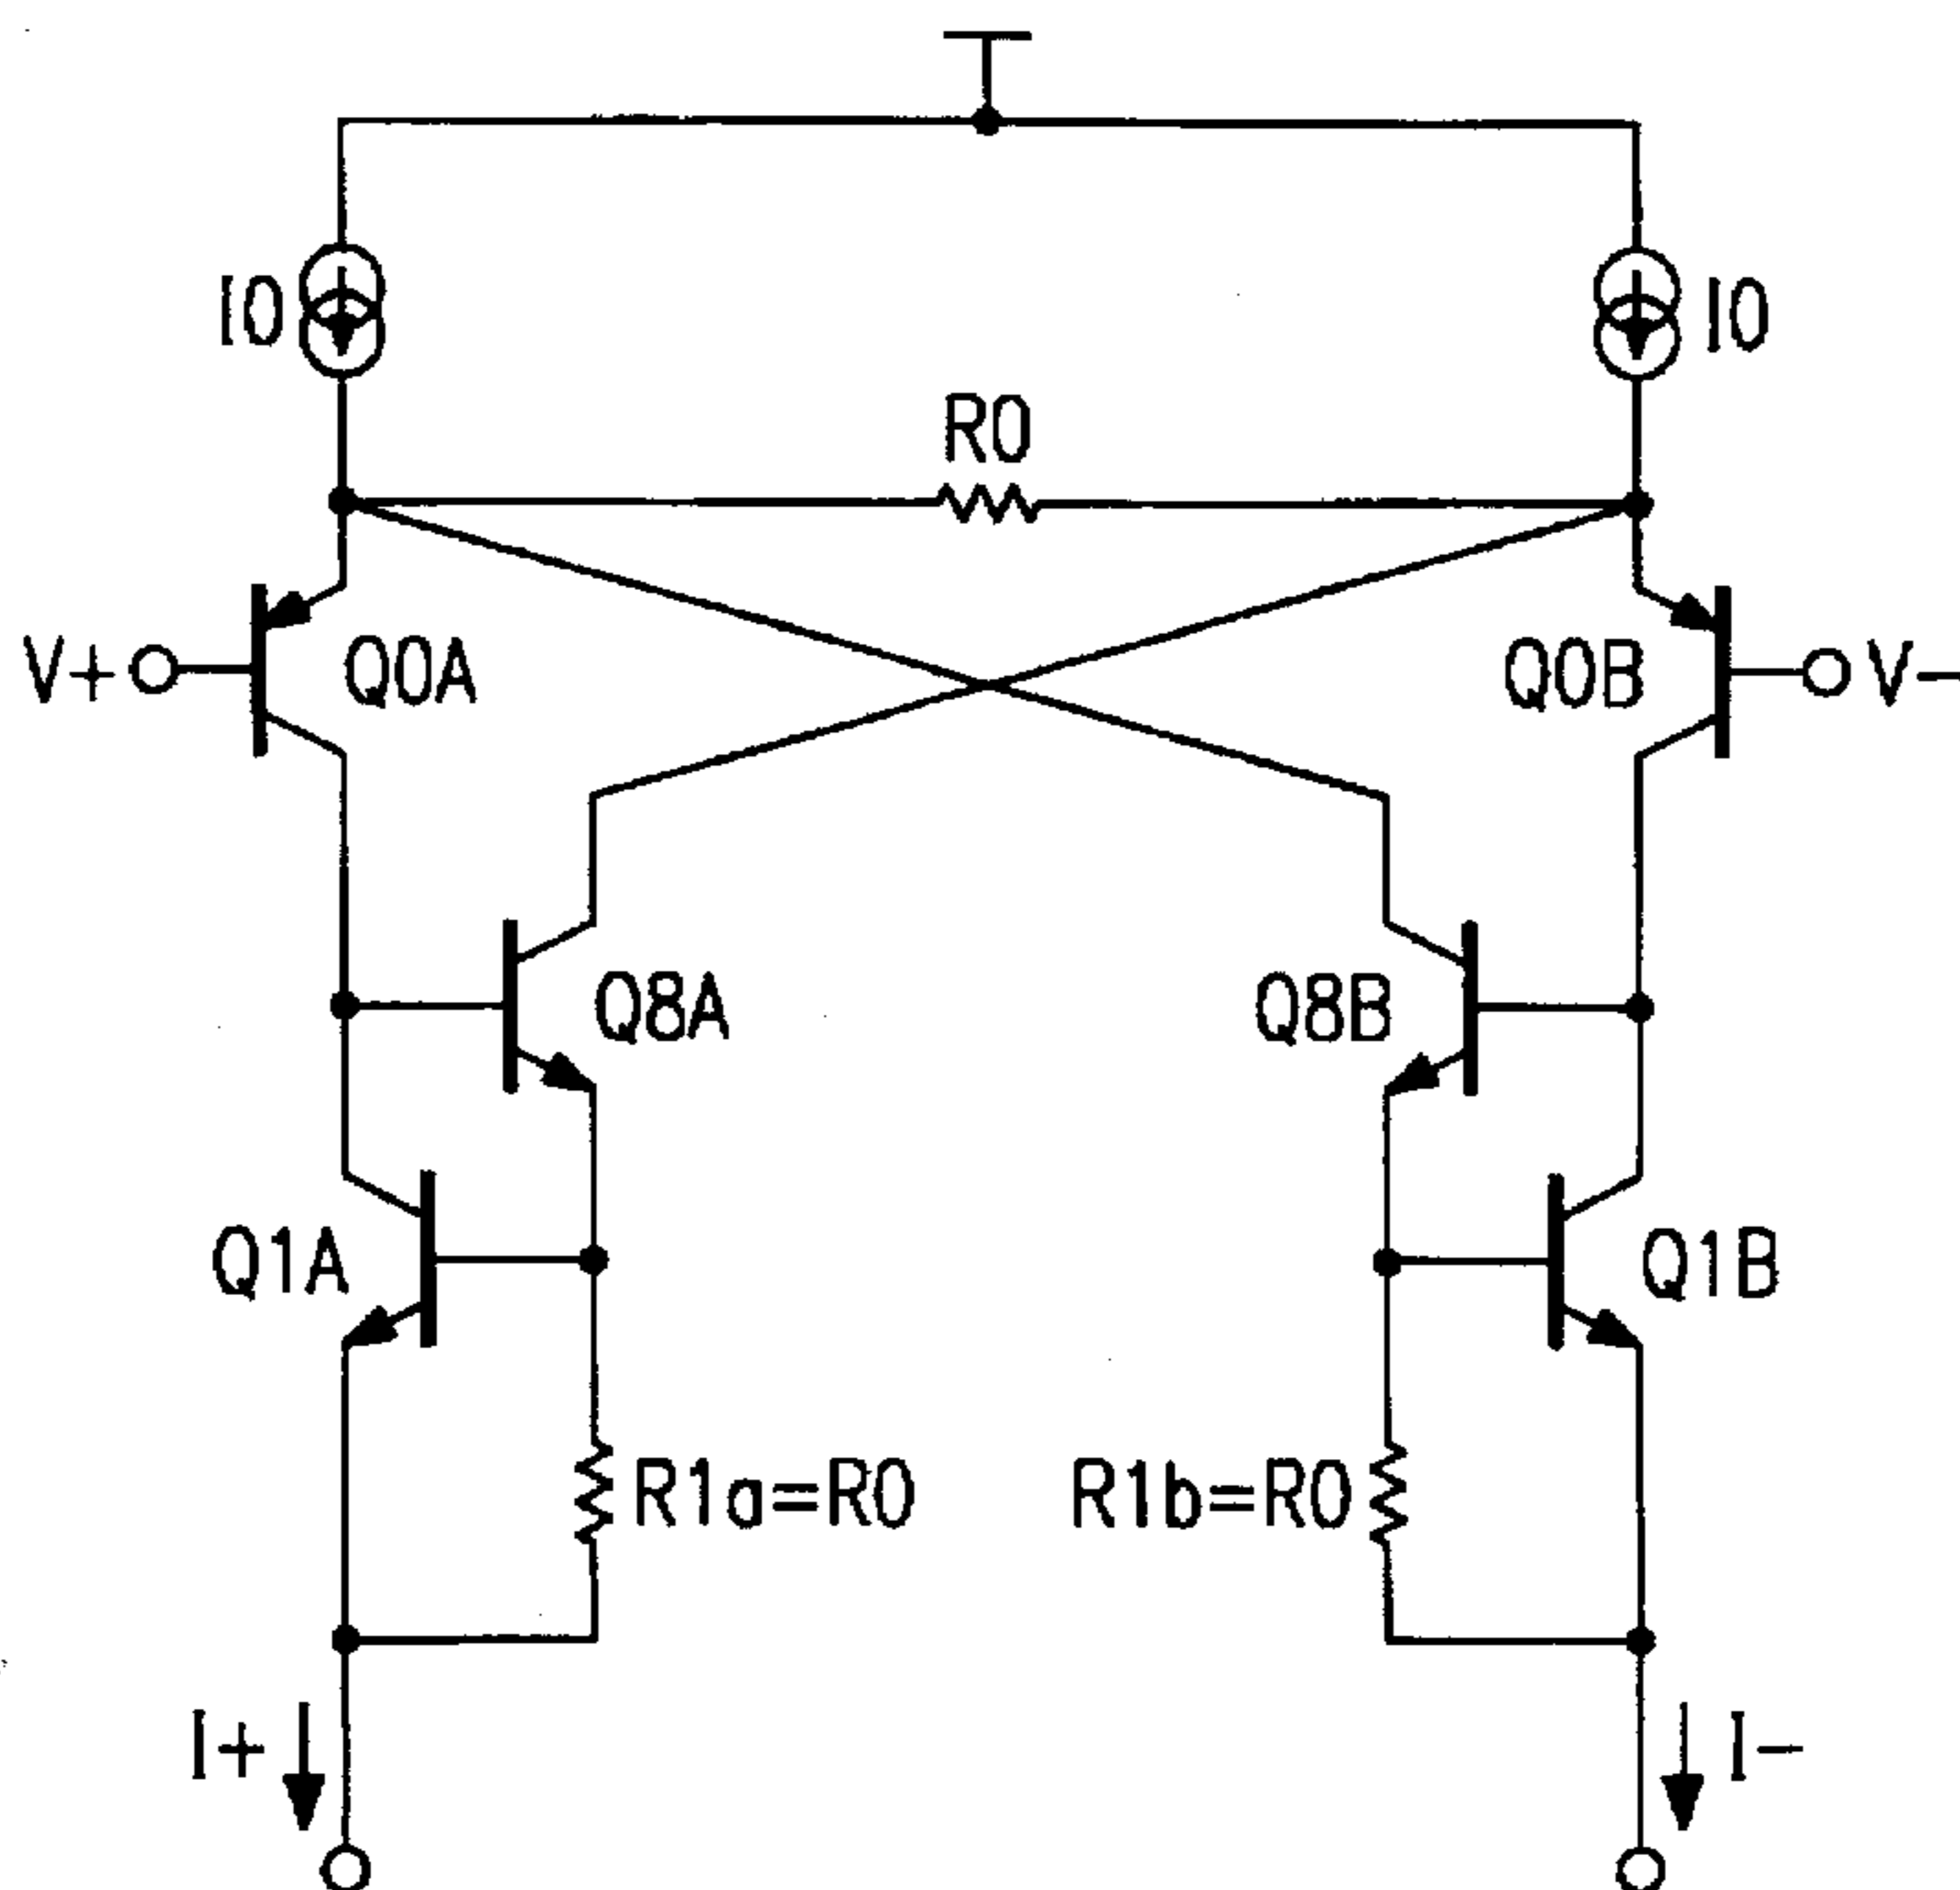 I0
I0
R0
V+
Q0A
Q0B
V-
Q8A
Q8B
Q1A
Q1B
R1a=R0
R1b=R0
I+
I-